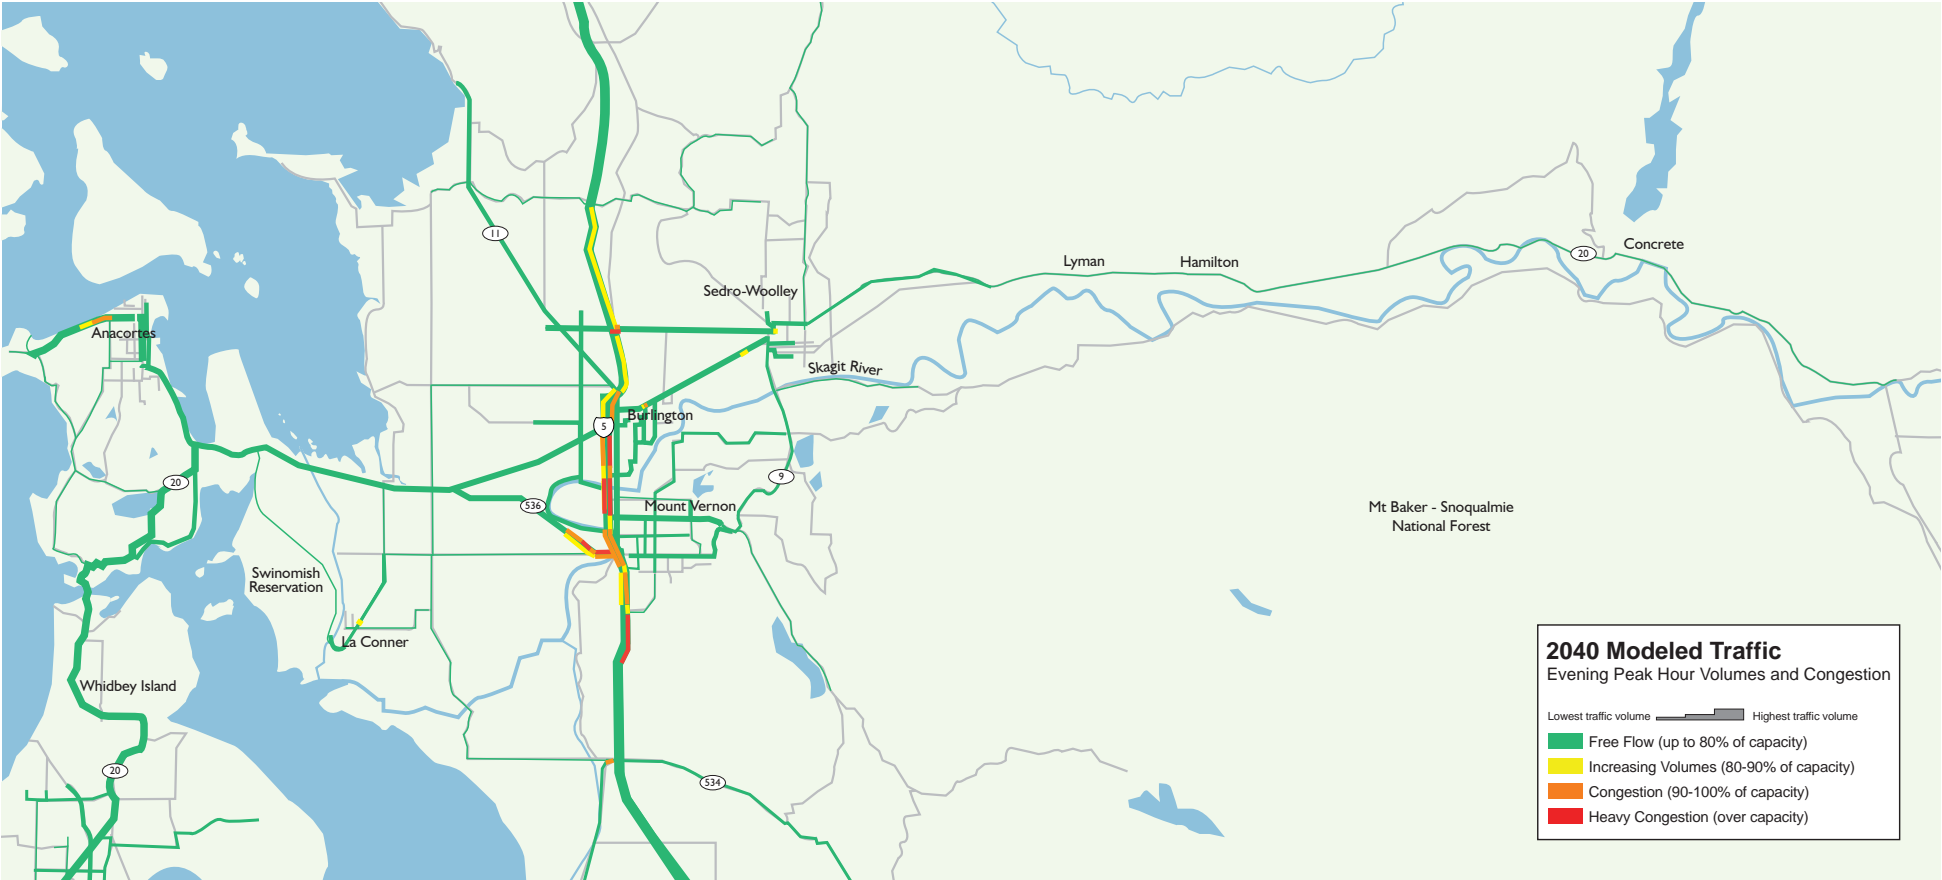 11
20
Concrete
Lyman
Hamilton
Sedro-Woolley
Anacortes
Skagit River
Burlington
5
9
20
536
Mount Vernon
Mt Baker - Snoqualmie
National Forest
Swinomish
Reservation
La Conner
Whidbey Island
20
534
2040 Modeled Traffic
Evening Peak Hour Volumes and Congestion
Lowest traffic volume
Highest traffic volume
Free Flow (up to 80% of capacity)
Increasing Volumes (80-90% of capacity)
Congestion (90-100% of capacity)
Heavy Congestion (over capacity)